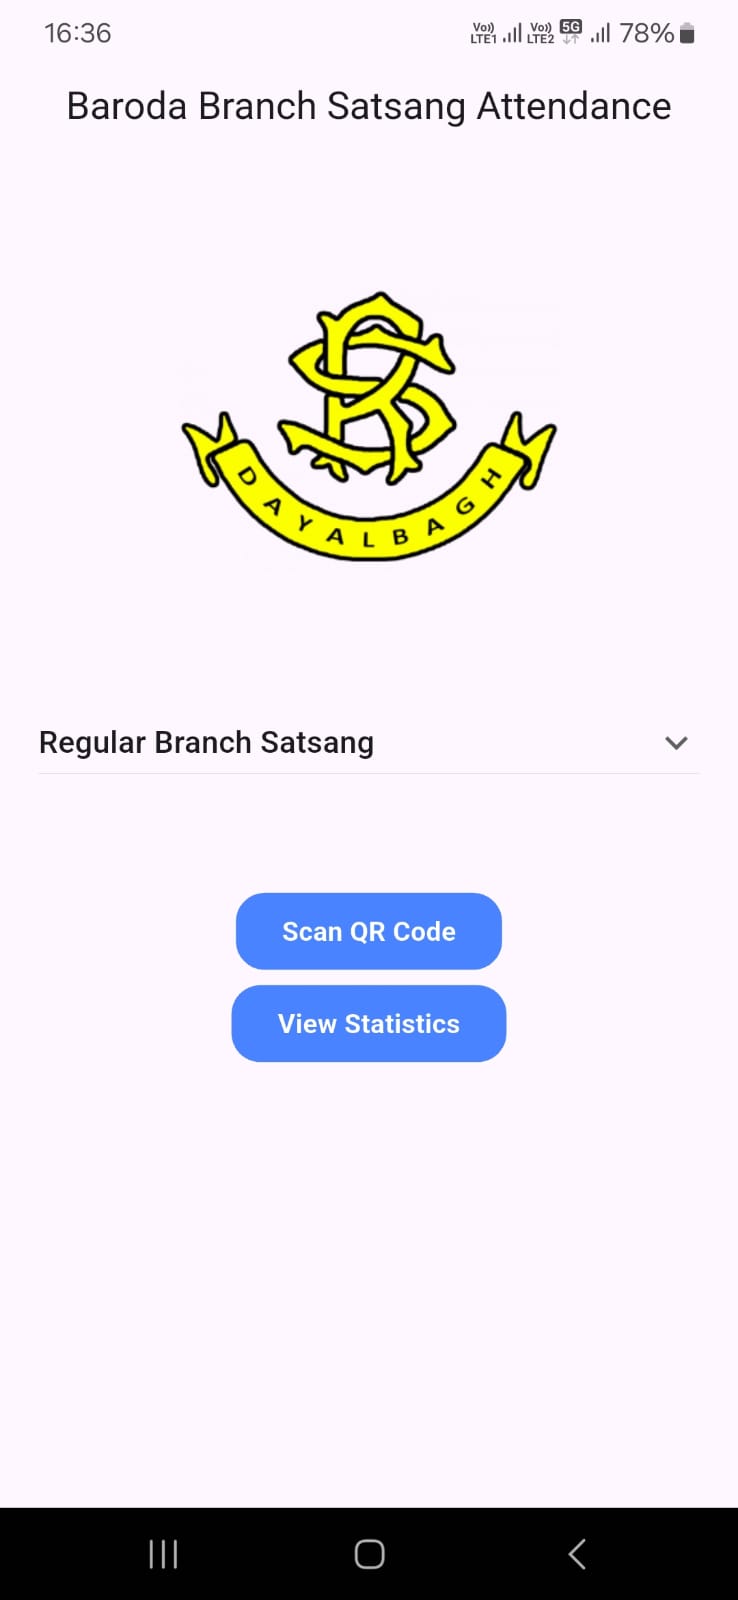 16:36 Vo)) LTE1 Vo)) LTE2 5G 78%
Baroda Branch Satsang Attendance
RS
DAYALBAGH
Regular Branch Satsang
Scan QR Code
View Statistics